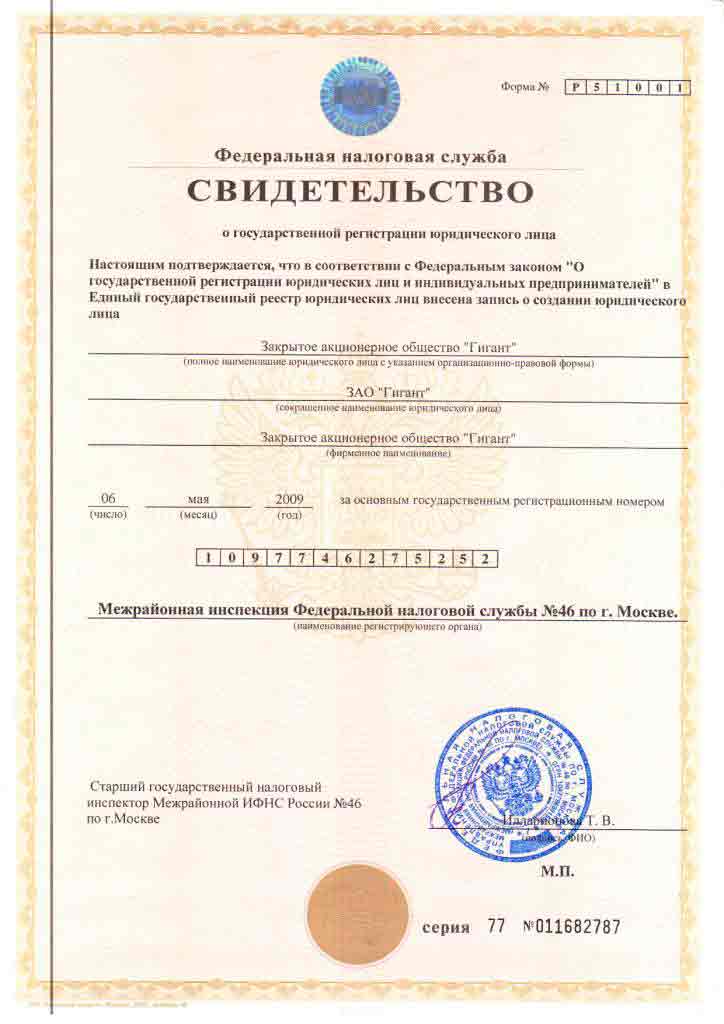 Форма № Р 5 1 0 0 1
Федеральная налоговая служба
СВИДЕТЕЛЬСТВО
о государственной регистрации юридического лица
Настоящим подтверждается, что в соответствии с Федеральным законом "О
государственной регистрации юридических лиц и индивидуальных предпринимателей" в
Единый государственный реестр юридических лиц внесена запись о создании юридического
лица
Закрытое акционерное общество "Гигант"
(полное наименование юридического лица с указанием организационно-правовой формы)
ЗАО "Гигант"
(сокращенное наименование юридического лица)
Закрытое акционерное общество "Гигант"
(фирменное наименование)
06 мая 2009 за основным государственным регистрационным номером
(число) (месяц) (год)
1 0 9 7 7 4 6 2 7 5 2 5 2
Межрайонная инспекция Федеральной налоговой службы №46 по г. Москве.
(наименование регистрирующего органа)
Старший государственный налоговый
инспектор Межрайонной ИФНС России №46
по г.Москве
Илларионова Т. В.
(подпись, ФИО)
М.П.
серия 77 №011682787